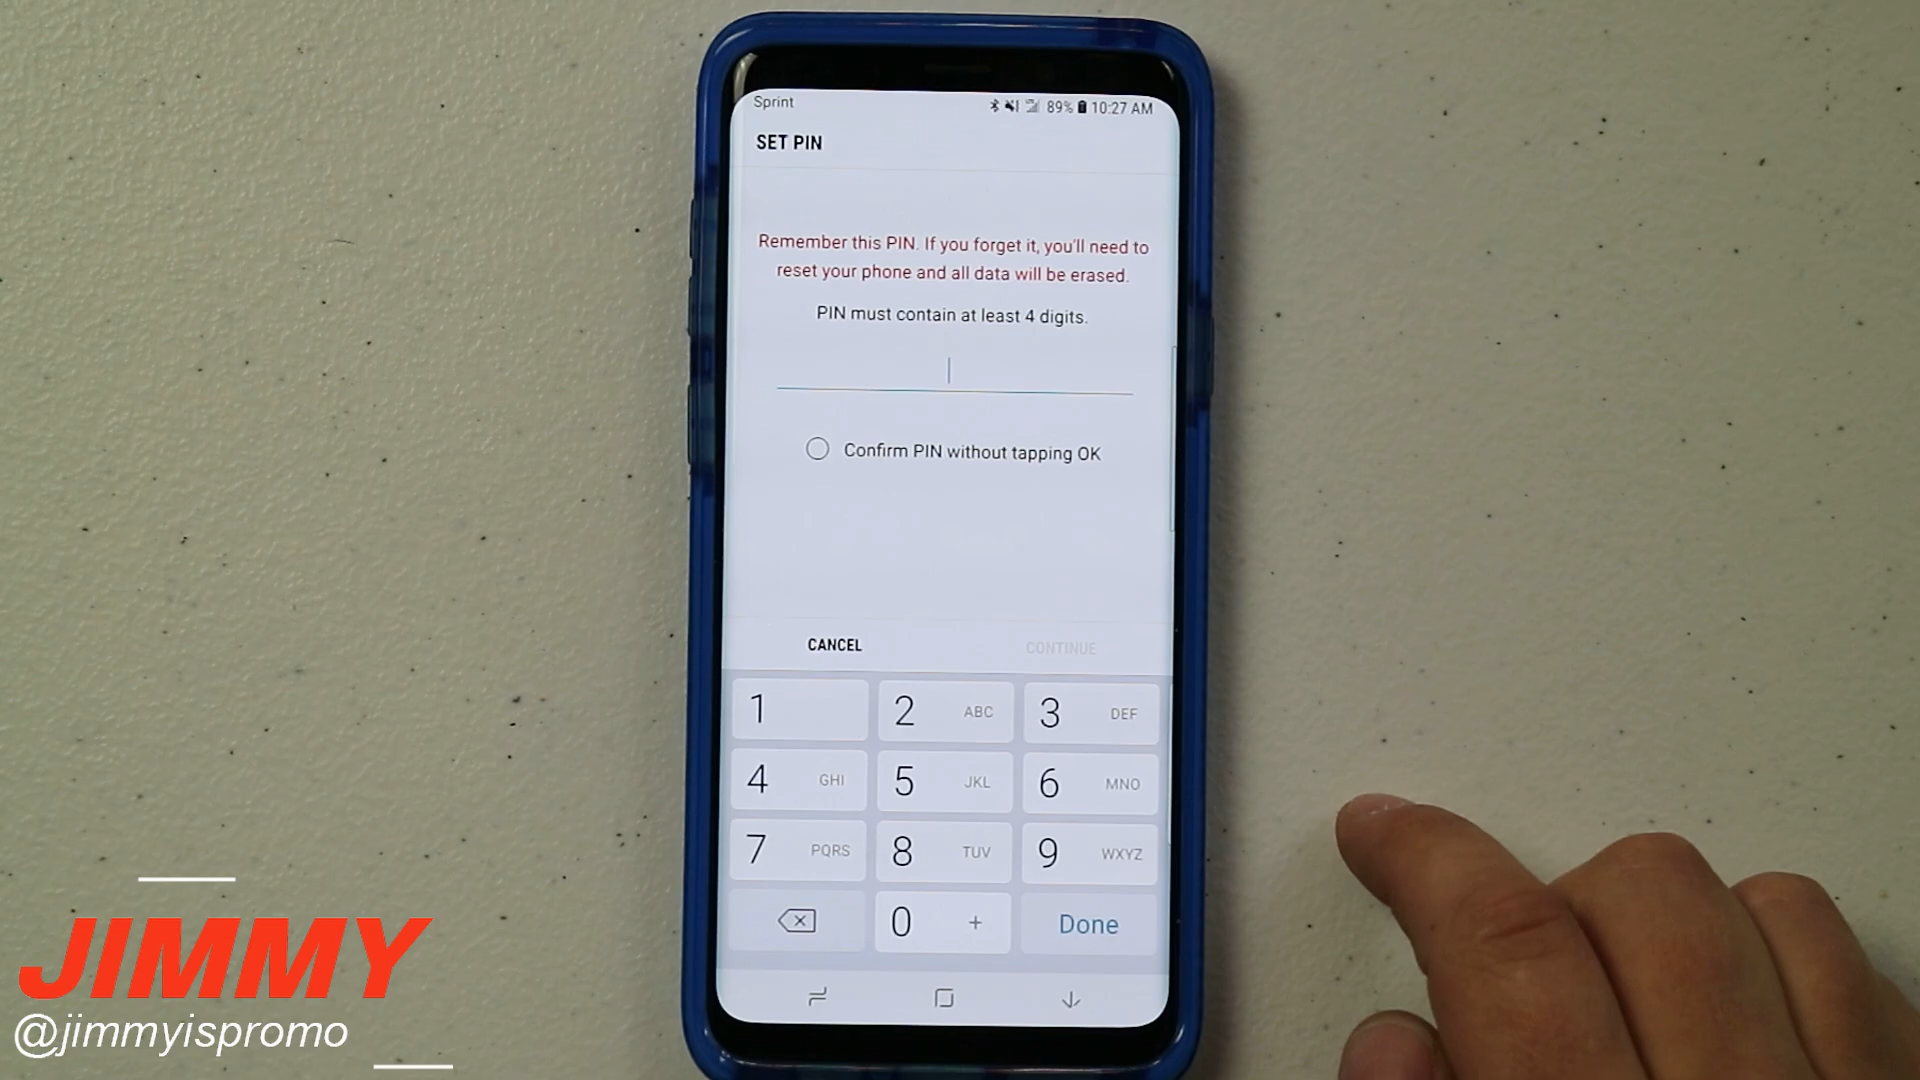 Sprint
89% 10:27 AM
SET PIN
Remember this PIN. If you forget it, you'll need to
reset your phone and all data will be erased.
PIN must contain at least 4 digits.
Confirm PIN without tapping OK
CANCEL CONTINUE
1 2 ABC 3 DEF
4 GHI 5 JKL 6 MNO
7 PQRS 8 TUV 9 WXYZ
0 + Done
JIMMY
@jimmyispromo